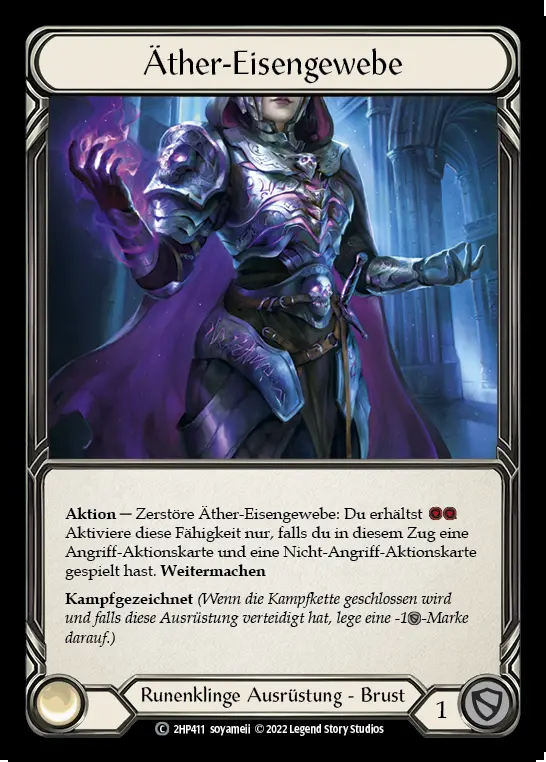 Äther-Eisengewebe
Aktion — Zerstöre Äther-Eisengewebe: Du erhältst
Aktiviere diese Fähigkeit nur, falls du in diesem Zug eine
Angriff-Aktionskarte und eine Nicht-Angriff-Aktionskarte
gespielt hast. Weitermachen
Kampfgezeichnet (Wenn die Kampfkette geschlossen wird
und falls diese Ausrüstung verteidigt hat, lege eine -1-Marke
darauf.)
Runenklinge Ausrüstung - Brust
1
C 2HP411 soyameii © 2022 Legend Story Studios